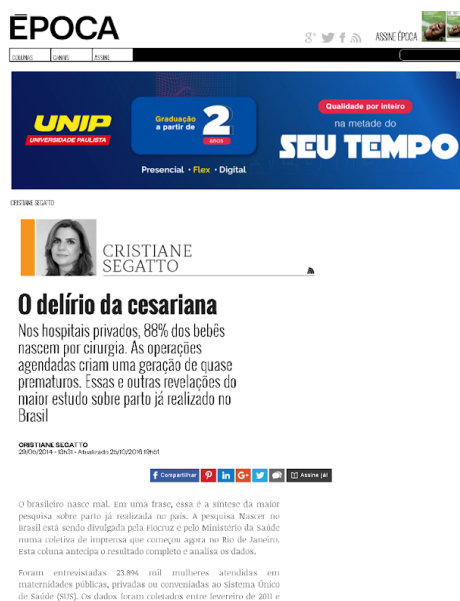 ÉPOCA
ASSINE ÉPOCA
COLUNAS CANAIS ASSINE
UNIP
UNIVERSIDADE PAULISTA
Graduação
a partir de 2
anos
Presencial • Flex • Digital
Qualidade por inteiro
na metade do
SEU TEMPO
CRISTIANE SEGATTO
CRISTIANE
SEGATTO
O delírio da cesariana
Nos hospitais privados, 88% dos bebês
nascem por cirurgia. As operações
agendadas criam uma geração de quase
prematuros. Essas e outras revelações do
maior estudo sobre parto já realizado no
Brasil
CRISTIANE SEGATTO
29/05/2014 - 13h31 - Atualizado 25/10/2016 19h51
Compartilhar
Assine já!
O brasileiro nasce mal. Em uma frase, essa é a síntese da maior
pesquisa sobre parto já realizada no país. A pesquisa Nascer no
Brasil está sendo divulgada pela Fiocruz e pelo Ministério da Saúde
numa coletiva de imprensa que começou agora no Rio de Janeiro.
Esta coluna antecipa o resultado completo e analisa os dados.
Foram entrevistadas 23.894 mil mulheres atendidas em
maternidades públicas, privadas ou conveniadas ao Sistema Único
de Saúde (SUS). Os dados foram coletados entre fevereiro de 2011 e